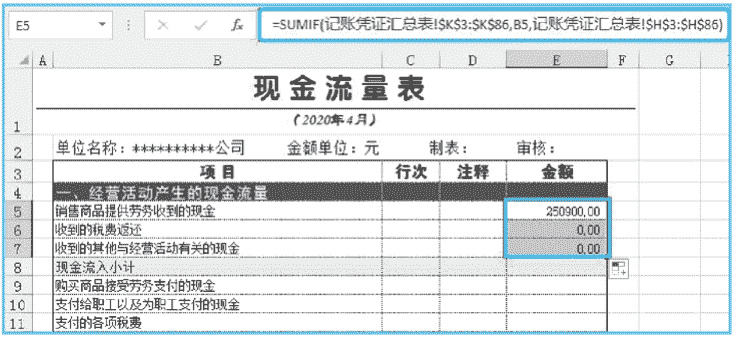 E5 fx =SUMIF(记账凭证汇总表!$K$3:$K$86,B5,记账凭证汇总表!$H$3:$H$86)
A B C D E F G H
1 现金流量表
(2020年4月)
2 单位名称：**********公司 金额单位：元 制表： 审核：
3 项目 行次 注释 金额
4 一、经营活动产生的现金流量
5 销售商品提供劳务收到的现金 250900.00
6 收到的税费返还 0.00
7 收到的其他与经营活动有关的现金 0.00
8 现金流入小计
9 购买商品接受劳务支付的现金
10 支付给职工以及为职工支付的现金
11 支付的各项税费